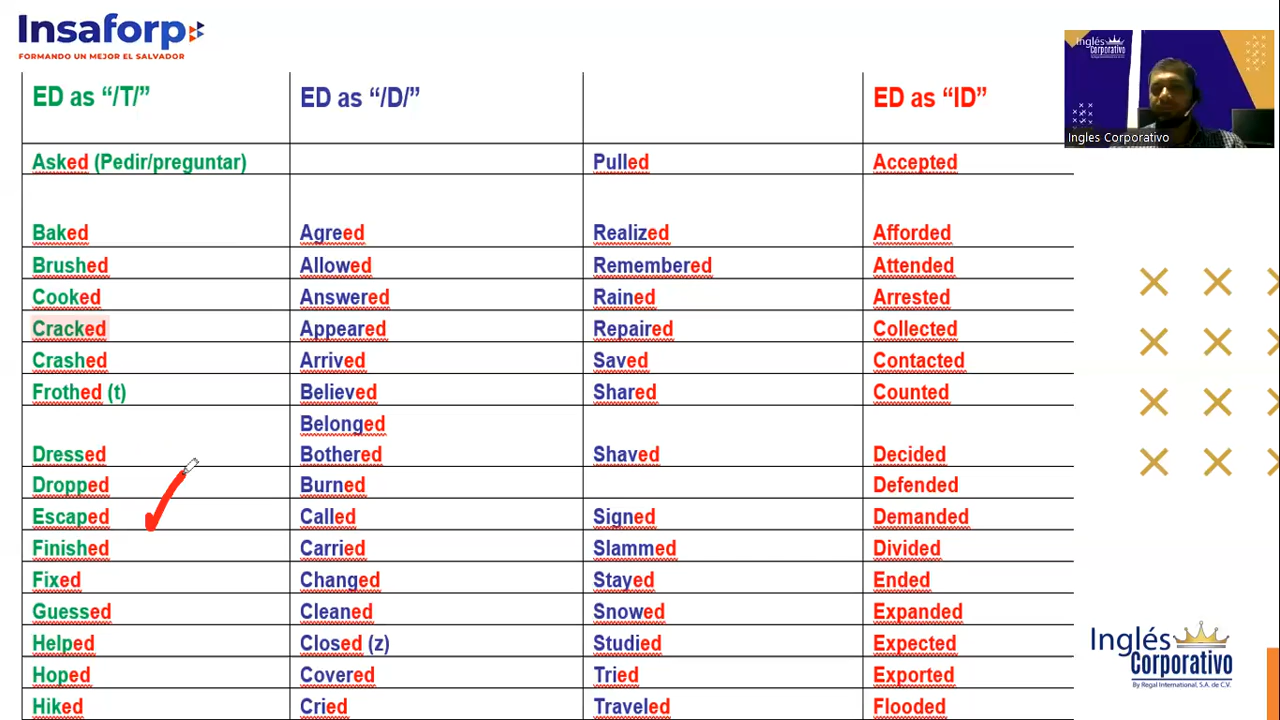 Insaforp
FORMANDO UN MEJOR EL SALVADOR
Inglés
Corporativo
Ingles Corporativo
ED as “/T/” ED as “/D/” ED as “ID”
Asked (Pedir/preguntar) Pulled Accepted
Baked Agreed Realized Afforded
Brushed Allowed Remembered Attended
Cooked Answered Rained Arrested
Cracked Appeared Repaired Collected
Crashed Arrived Saved Contacted
Frothed (t) Believed Shared Counted
Belonged
Dressed Bothered Shaved Decided
Dropped Burned Defended
Escaped Called Signed Demanded
Finished Carried Slammed Divided
Fixed Changed Stayed Ended
Guessed Cleaned Snowed Expanded
Helped Closed (z) Studied Expected
Hoped Covered Tried Exported
Hiked Cried Traveled Flooded
Inglés
Corporativo
By Regal International, S.A. de C.V.